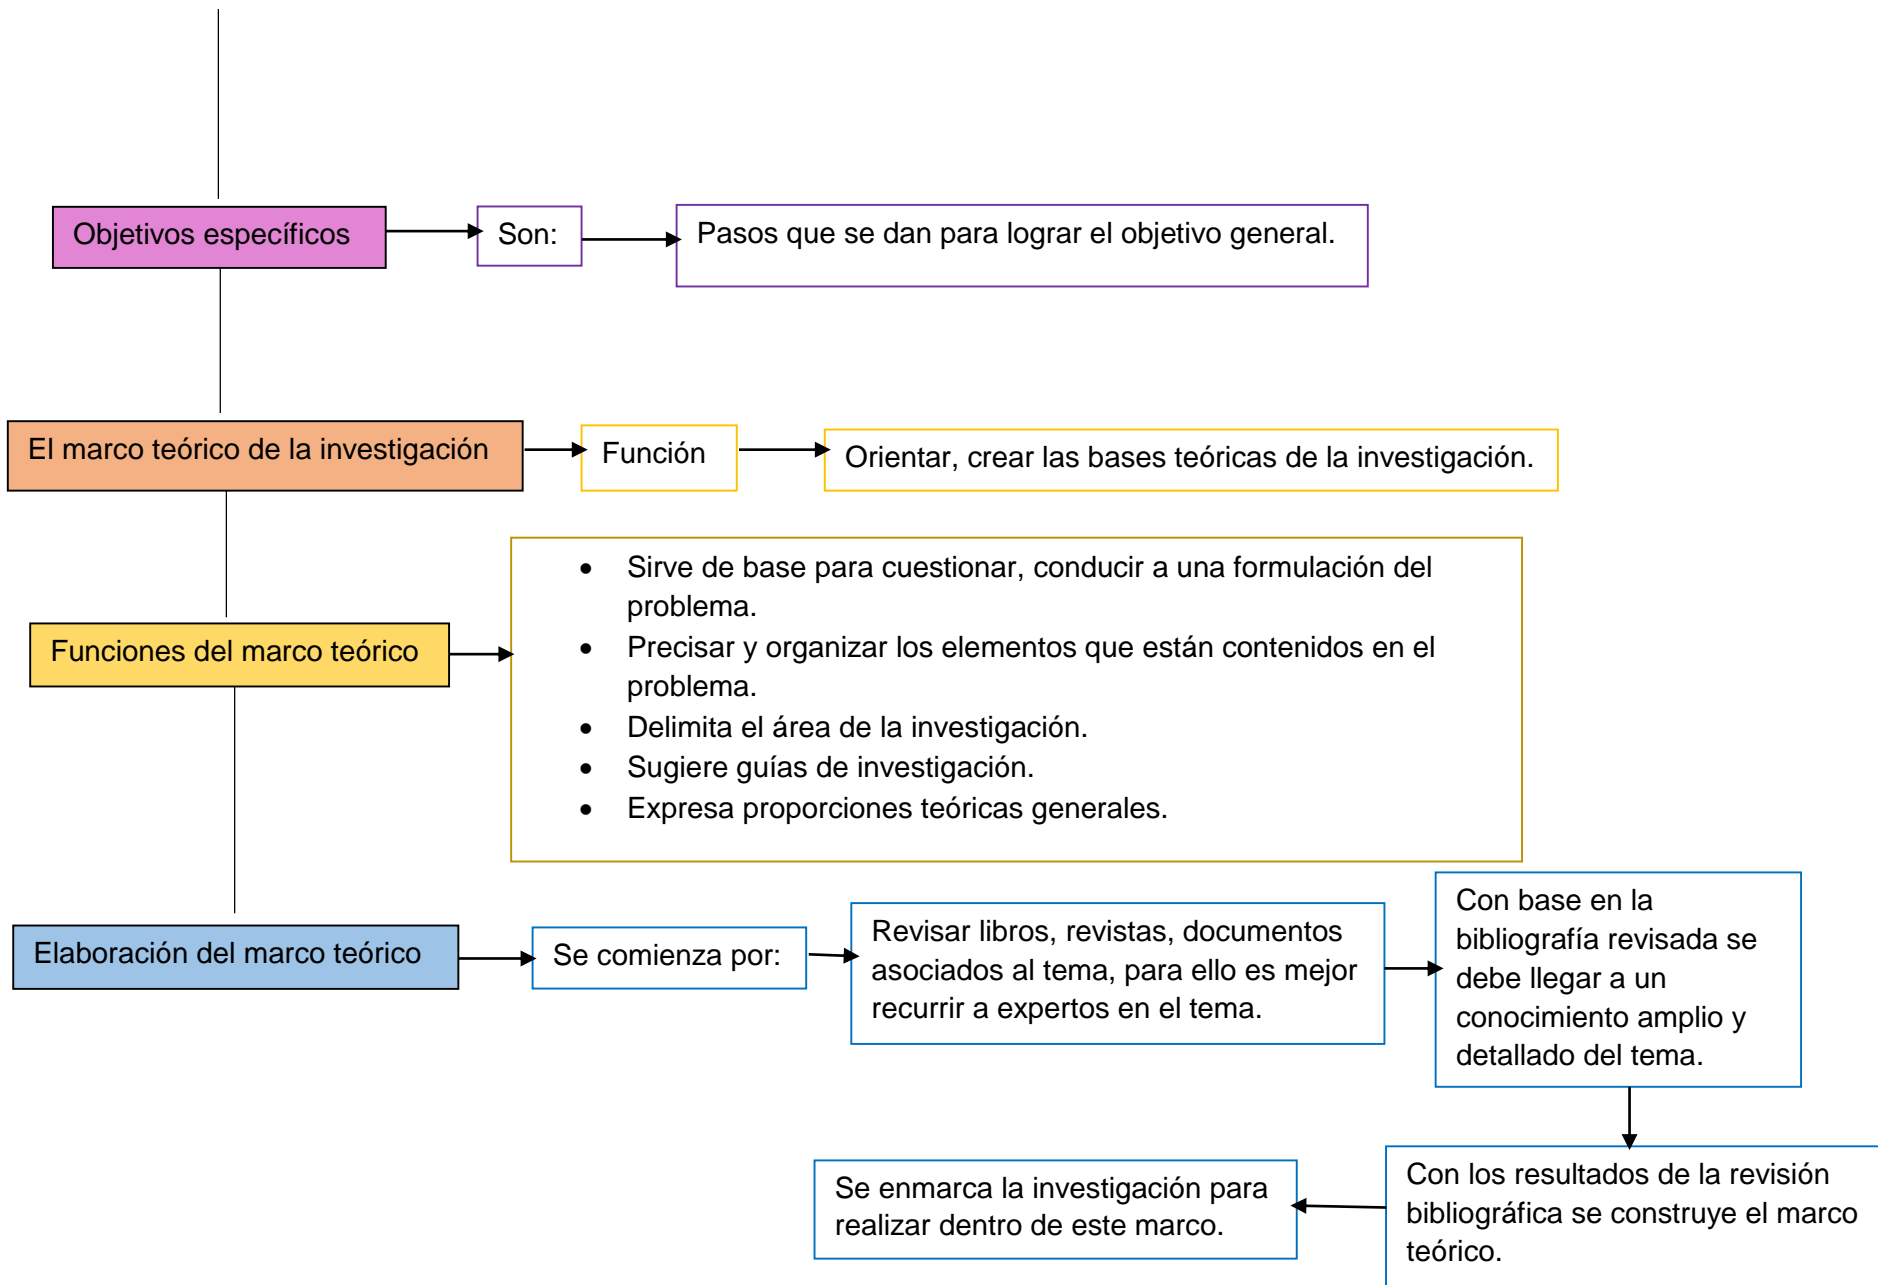 Objetivos específicos
Son:
Pasos que se dan para lograr el objetivo general.
El marco teórico de la investigación
Función
Orientar, crear las bases teóricas de la investigación.
Funciones del marco teórico
• Sirve de base para cuestionar, conducir a una formulación del
problema.
• Precisar y organizar los elementos que están contenidos en el
problema.
• Delimita el área de la investigación.
• Sugiere guías de investigación.
• Expresa proporciones teóricas generales.
Elaboración del marco teórico
Se comienza por:
Revisar libros, revistas, documentos
asociados al tema, para ello es mejor
recurrir a expertos en el tema.
Con base en la
bibliografía revisada se
debe llegar a un
conocimiento amplio y
detallado del tema.
Con los resultados de la revisión
bibliográfica se construye el marco
teórico.
Se enmarca la investigación para
realizar dentro de este marco.